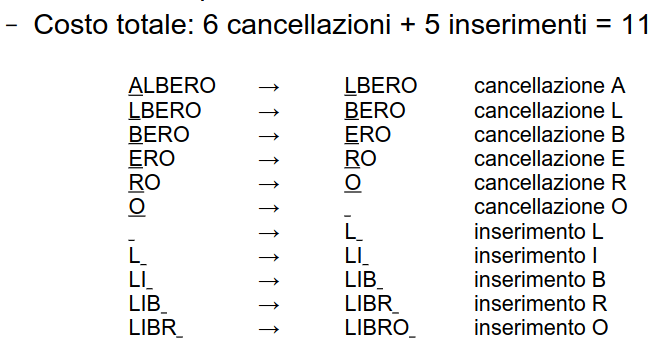 – Costo totale: 6 cancellazioni + 5 inserimenti = 11
ALBERO → LBERO cancellazione A
LBERO → BERO cancellazione L
BERO → ERO cancellazione B
ERO → RO cancellazione E
RO → O cancellazione R
O → _ cancellazione O
_ → L_ inserimento L
L_ → LI_ inserimento I
LI_ → LIB_ inserimento B
LIB_ → LIBR_ inserimento R
LIBR_ → LIBRO_ inserimento O